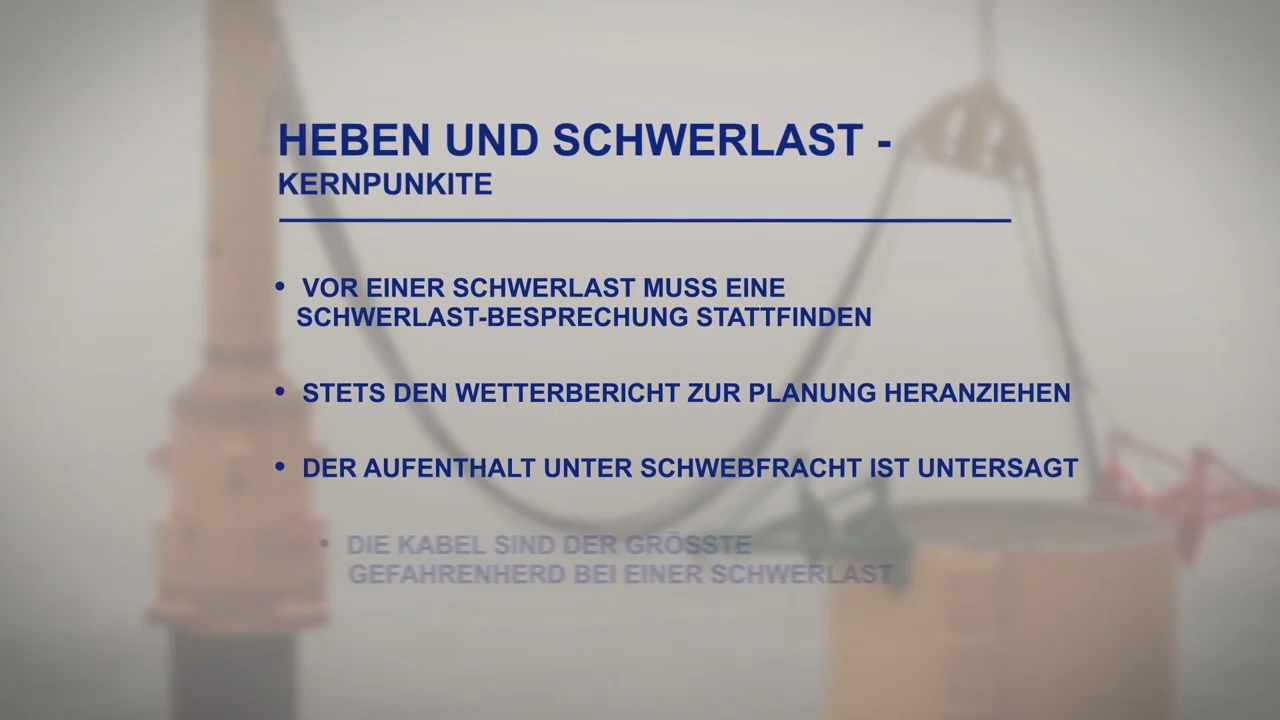 HEBEN UND SCHWERLAST -
KERNPUNKITE
• VOR EINER SCHWERLAST MUSS EINE
SCHWERLAST-BESPRECHUNG STATTFINDEN
• STETS DEN WETTERBERICHT ZUR PLANUNG HERANZIEHEN
• DER AUFENTHALT UNTER SCHWEBFRACHT IST UNTERSAGT
• DIE KABEL SIND DER GRÖSSTE
GEFAHRENHERD BEI EINER SCHWERLAST